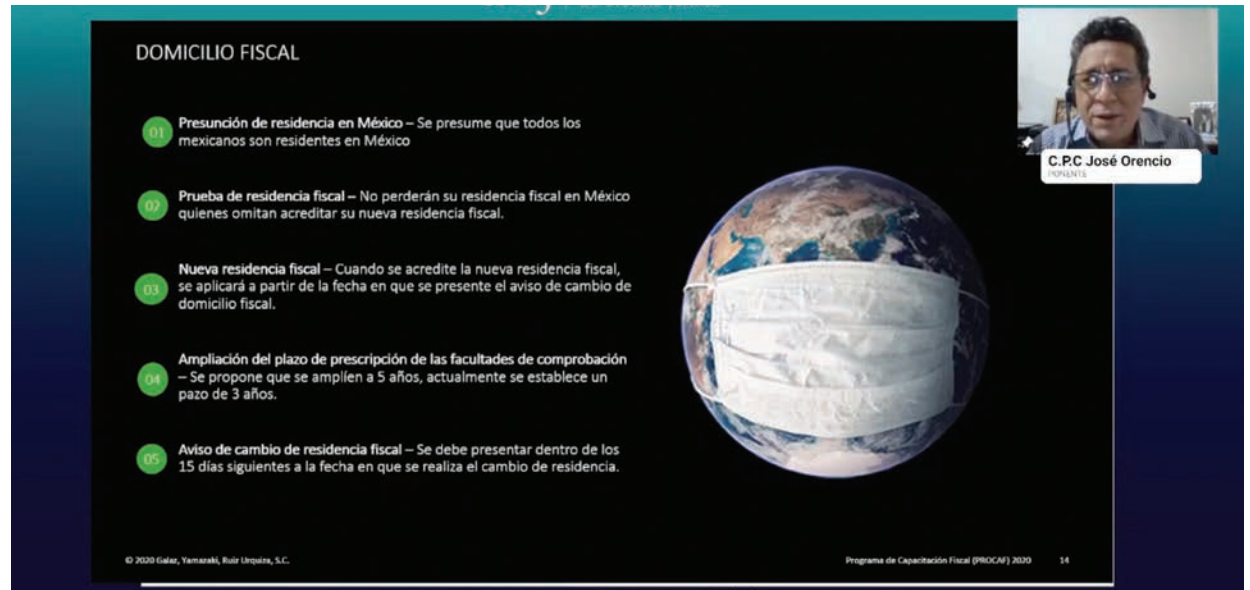 DOMICILIO FISCAL
01
Presunción de residencia en México – Se presume que todos los
mexicanos son residentes en México
02
Prueba de residencia fiscal – No perderán su residencia fiscal en México
quienes omitan acreditar su nueva residencia fiscal.
03
Nueva residencia fiscal – Cuando se acredite la nueva residencia fiscal,
se aplicará a partir de la fecha en que se presente el aviso de cambio de
domicilio fiscal.
04
Ampliación del plazo de prescripción de las facultades de comprobación
– Se propone que se amplíen a 5 años, actualmente se establece un
pazo de 3 años.
05
Aviso de cambio de residencia fiscal – Se debe presentar dentro de los
15 días siguientes a la fecha en que se realiza el cambio de residencia.
C.P.C José Orencio
PONENTE
© 2020 Galaz, Yamazaki, Ruiz Urquiza, S.C.
Programa de Capacitación Fiscal (PROCAF) 2020
14